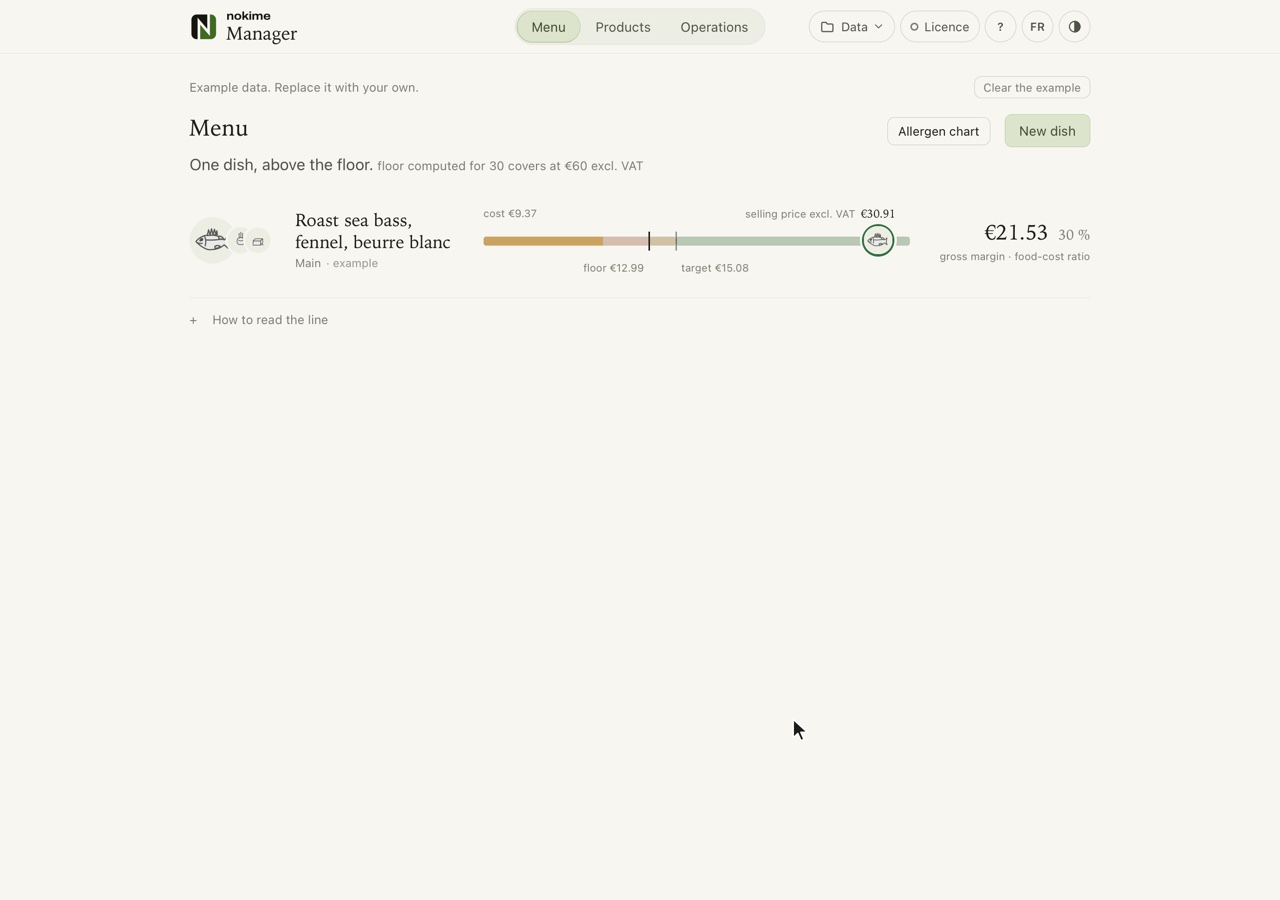 nokime
Manager
Menu
Products
Operations
Data
Licence
?
FR
Example data. Replace it with your own.
Clear the example
Menu
Allergen chart
New dish
One dish, above the floor. floor computed for 30 covers at €60 excl. VAT
Roast sea bass,
fennel, beurre blanc
Main · example
cost €9.37
selling price excl. VAT €30.91
floor €12.99
target €15.08
€21.53 30 %
gross margin · food-cost ratio
+ How to read the line